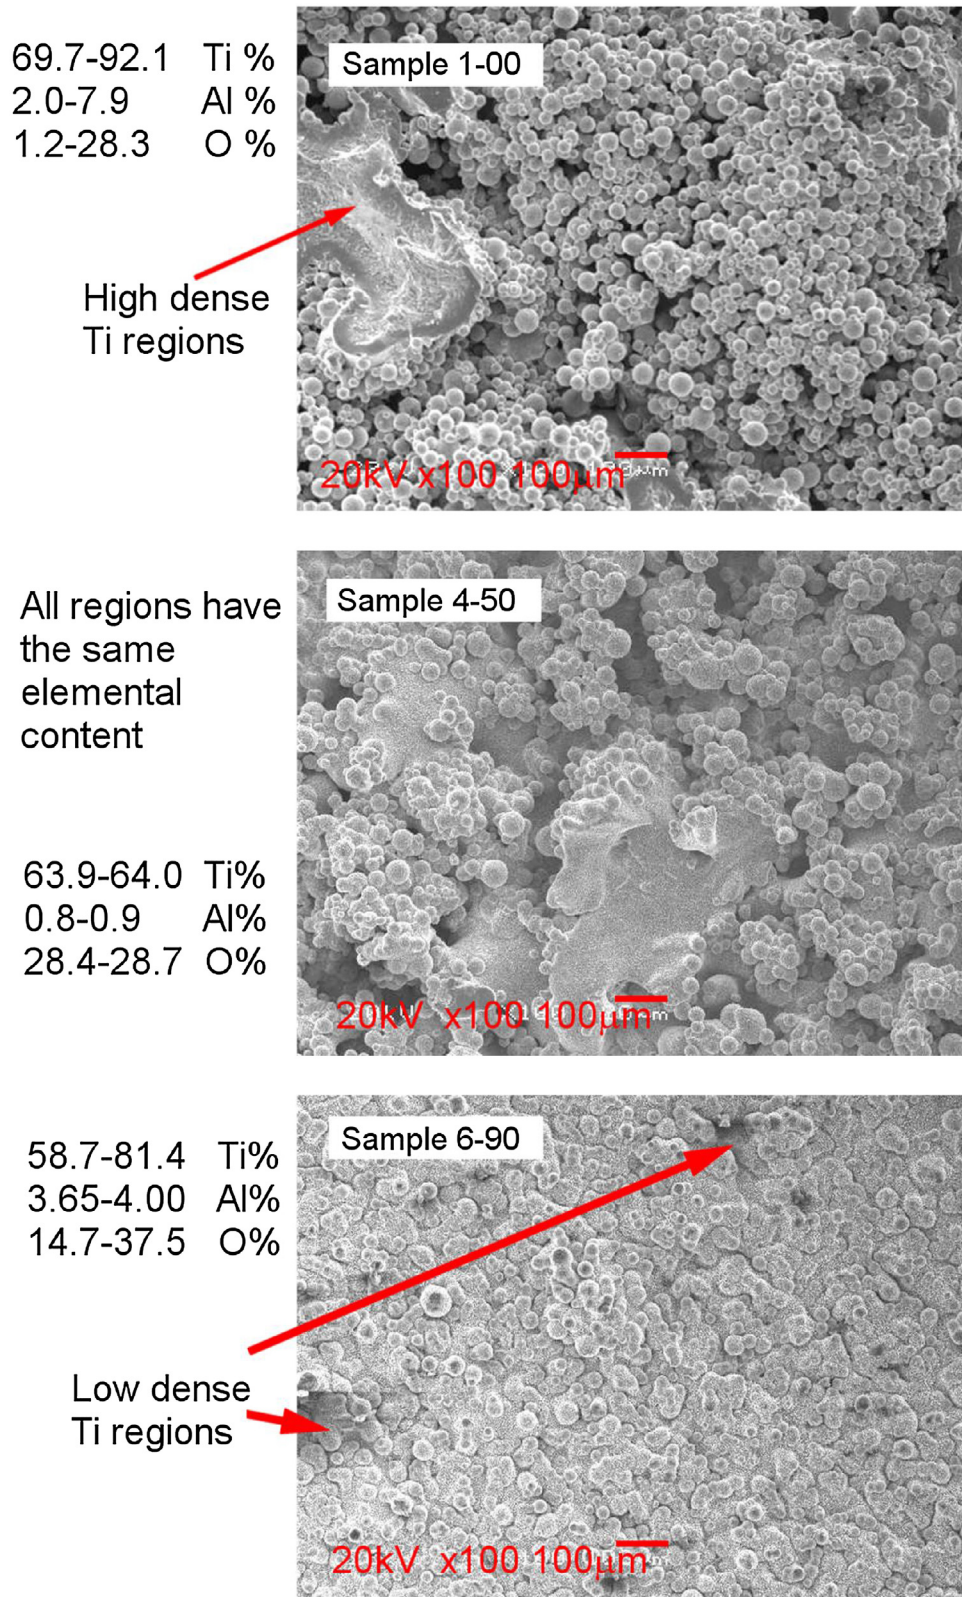 69.7-92.1 Ti %
2.0-7.9 Al %
1.2-28.3 O %
Sample 1-00
High dense
Ti regions
20kV x100 100μm
All regions have
the same
elemental
content
Sample 4-50
63.9-64.0 Ti%
0.8-0.9 Al%
28.4-28.7 O%
20kV x100 100μm
58.7-81.4 Ti%
3.65-4.00 Al%
14.7-37.5 O%
Sample 6-90
Low dense
Ti regions
20kV x100 100μm